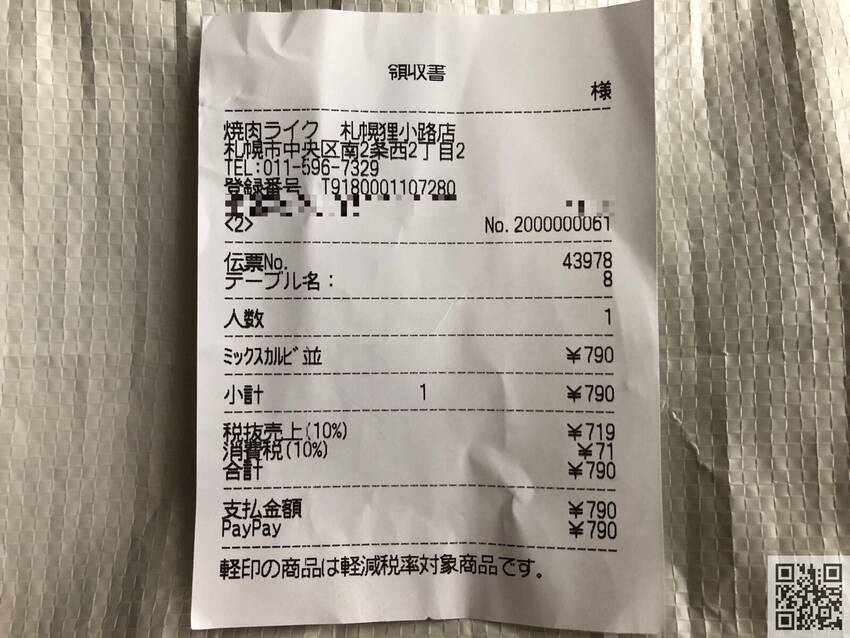 領収書
様
焼肉ライク 札幌狸小路店
札幌市中央区南2条西2丁目2
TEL:011-596-7329
登録番号 T9180001107280
<2> No.2000000061
伝票No. 43978
テーブル名: 8
人数 1
ミックスカルビ並 ¥790
小計 1 ¥790
税抜売上(10%) ¥719
消費税(10%) ¥71
合計 ¥790
支払金額 ¥790
PayPay ¥790
軽印の商品は軽減税率対象商品です。